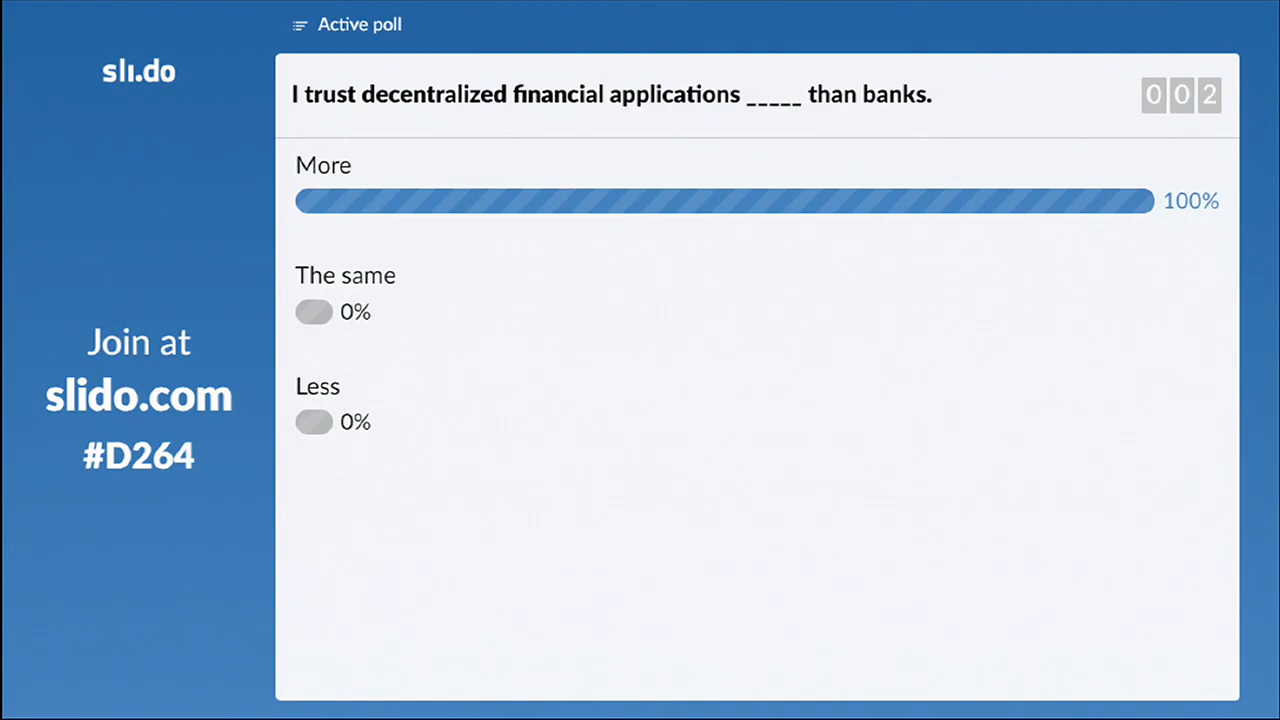 Active poll
sli.do
I trust decentralized financial applications _____ than banks.
002
More
100%
The same
0%
Less
0%
Join at
slido.com
#D264